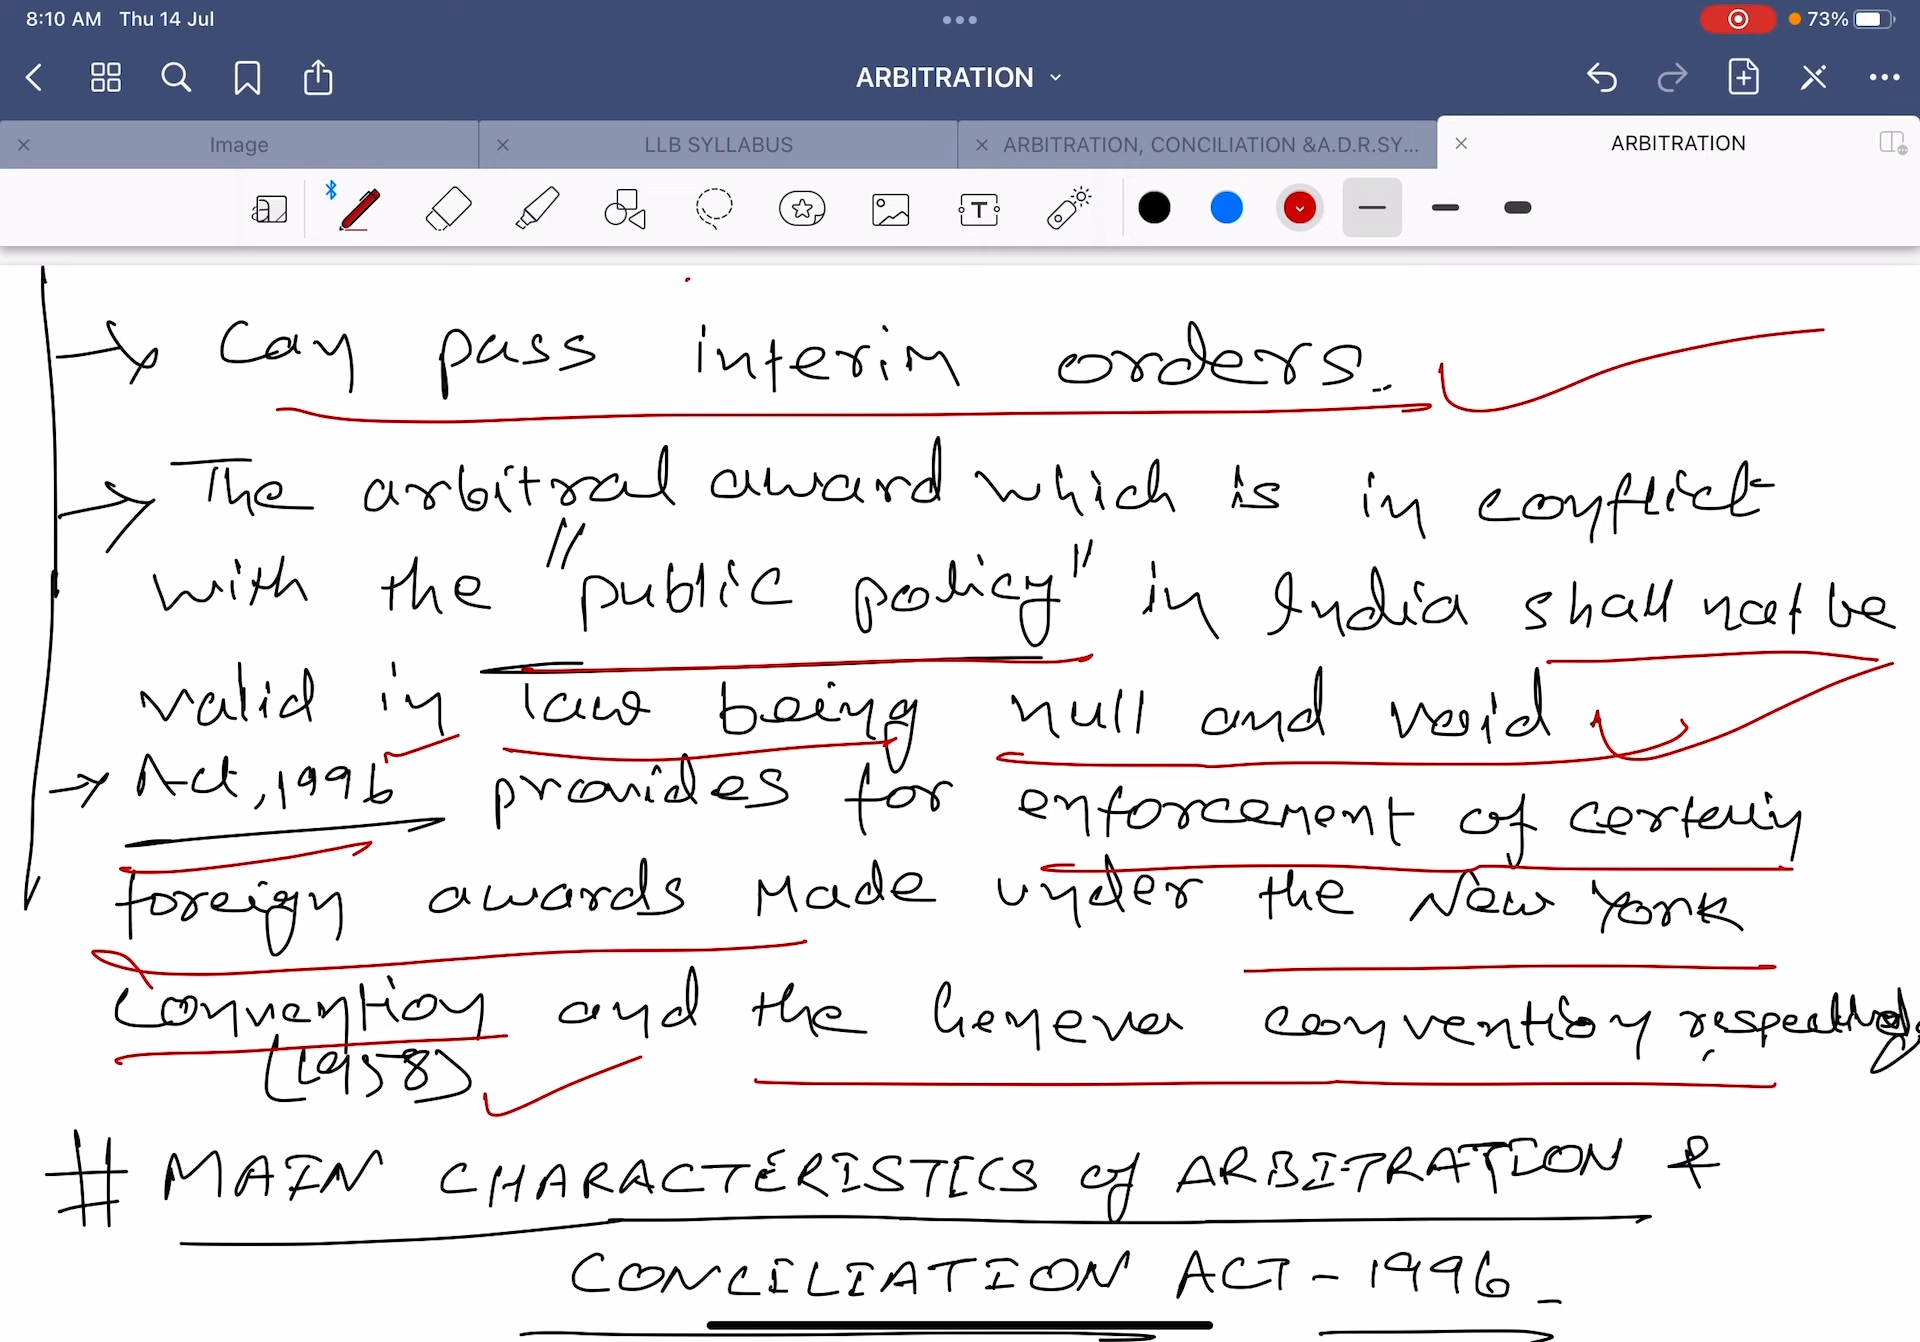 8:10 AM Thu 14 Jul
73%
ARBITRATION
Image
LLB SYLLABUS
ARBITRATION, CONCILIATION &A.D.R.SY...
ARBITRATION
→ Can pass interim orders.
→ The arbitral award which is in conflict
with the "public policy" in India shall not be
valid in law being null and void.
→ Act, 1996 provides for enforcement of certain
foreign awards made under the New York
Convention and the Geneva convention respectively
(1958)
# MAIN CHARACTERISTICS of ARBITRATION &
CONCILIATION ACT - 1996_